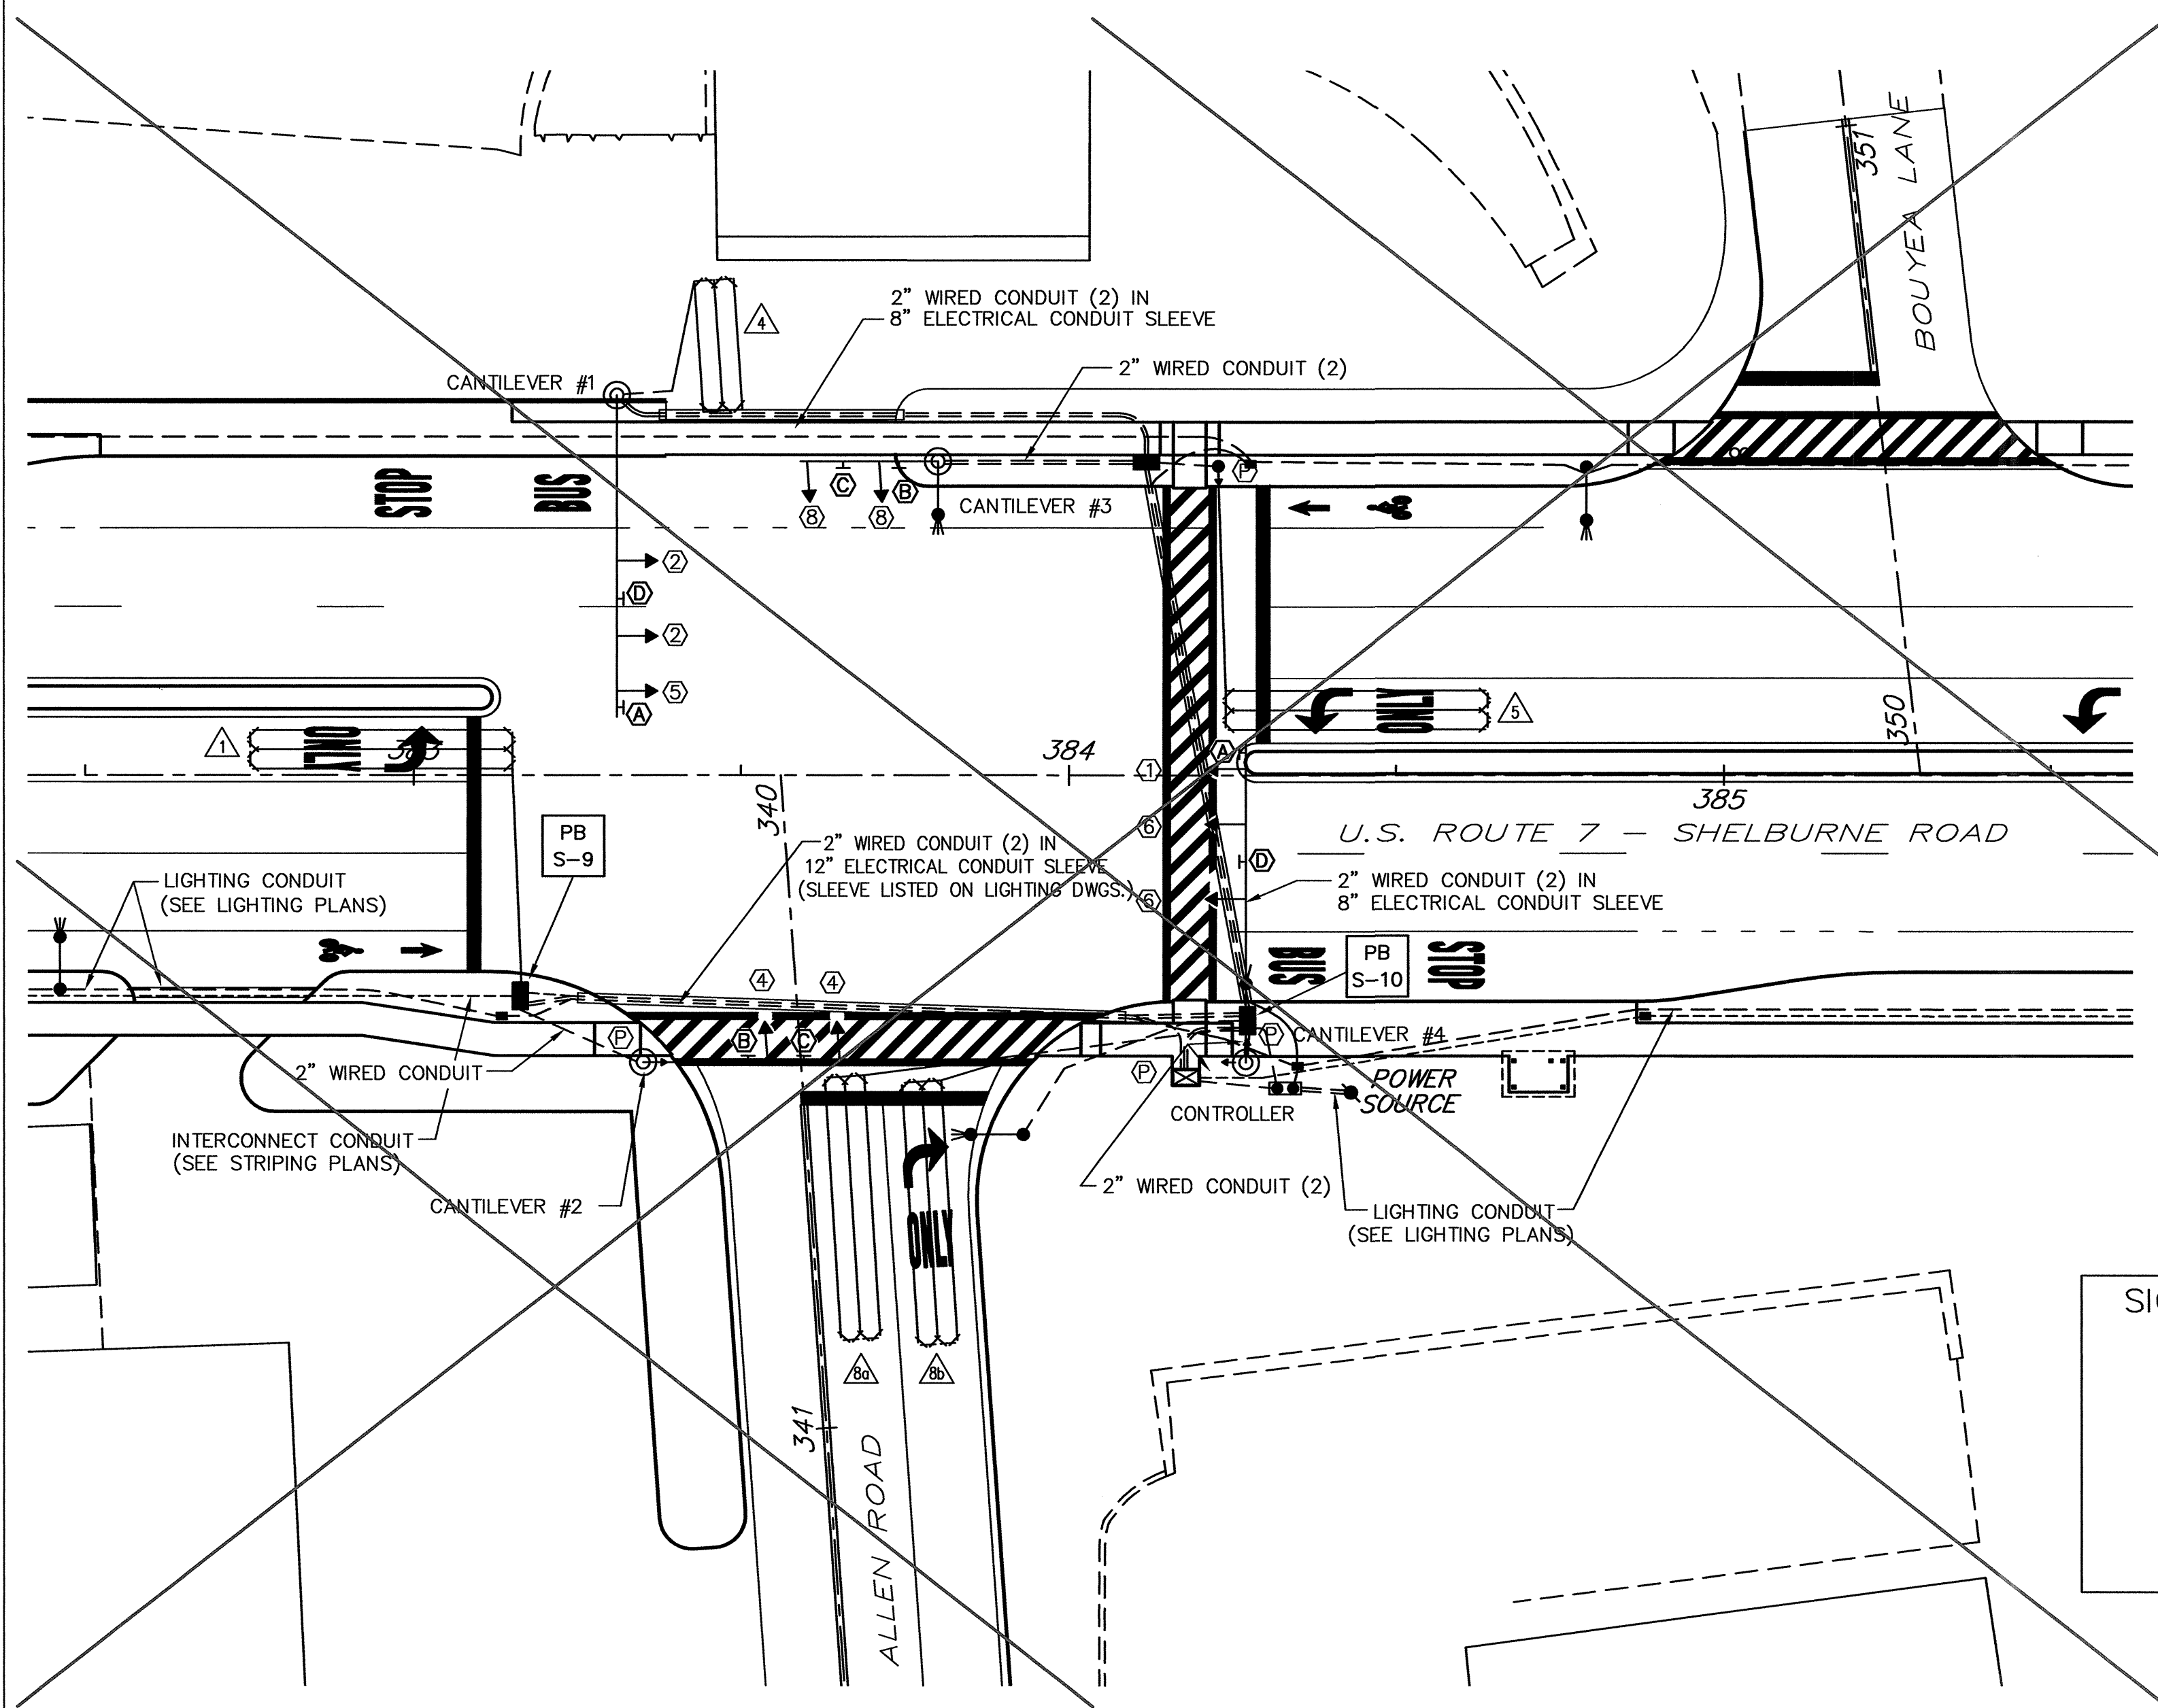 351
BOUYEA LANE
2" WIRED CONDUIT (2) IN
8" ELECTRICAL CONDUIT SLEEVE
4
2" WIRED CONDUIT (2)
CANTILEVER #1
STOP
BUS
C
B
P
8
8
CANTILEVER #3
2
D
2
5
A
ONLY
5
350
1
ONLY
383
384
A
1
385
340
PB
S-9
2" WIRED CONDUIT (2) IN
12" ELECTRICAL CONDUIT SLEEVE
(SLEEVE LISTED ON LIGHTING DWGS.)
6
U.S. ROUTE 7 – SHELBURNE ROAD
D
LIGHTING CONDUIT
(SEE LIGHTING PLANS)
6
2" WIRED CONDUIT (2) IN
8" ELECTRICAL CONDUIT SLEEVE
BUS
PB
S-10
STOP
4
4
P
B
C
P
CANTILEVER #4
2" WIRED CONDUIT
P
POWER
SOURCE
CONTROLLER
INTERCONNECT CONDUIT
(SEE STRIPING PLANS)
CANTILEVER #2
2" WIRED CONDUIT (2)
ONLY
LIGHTING CONDUIT
(SEE LIGHTING PLANS)
8a
8b
341
ALLEN ROAD